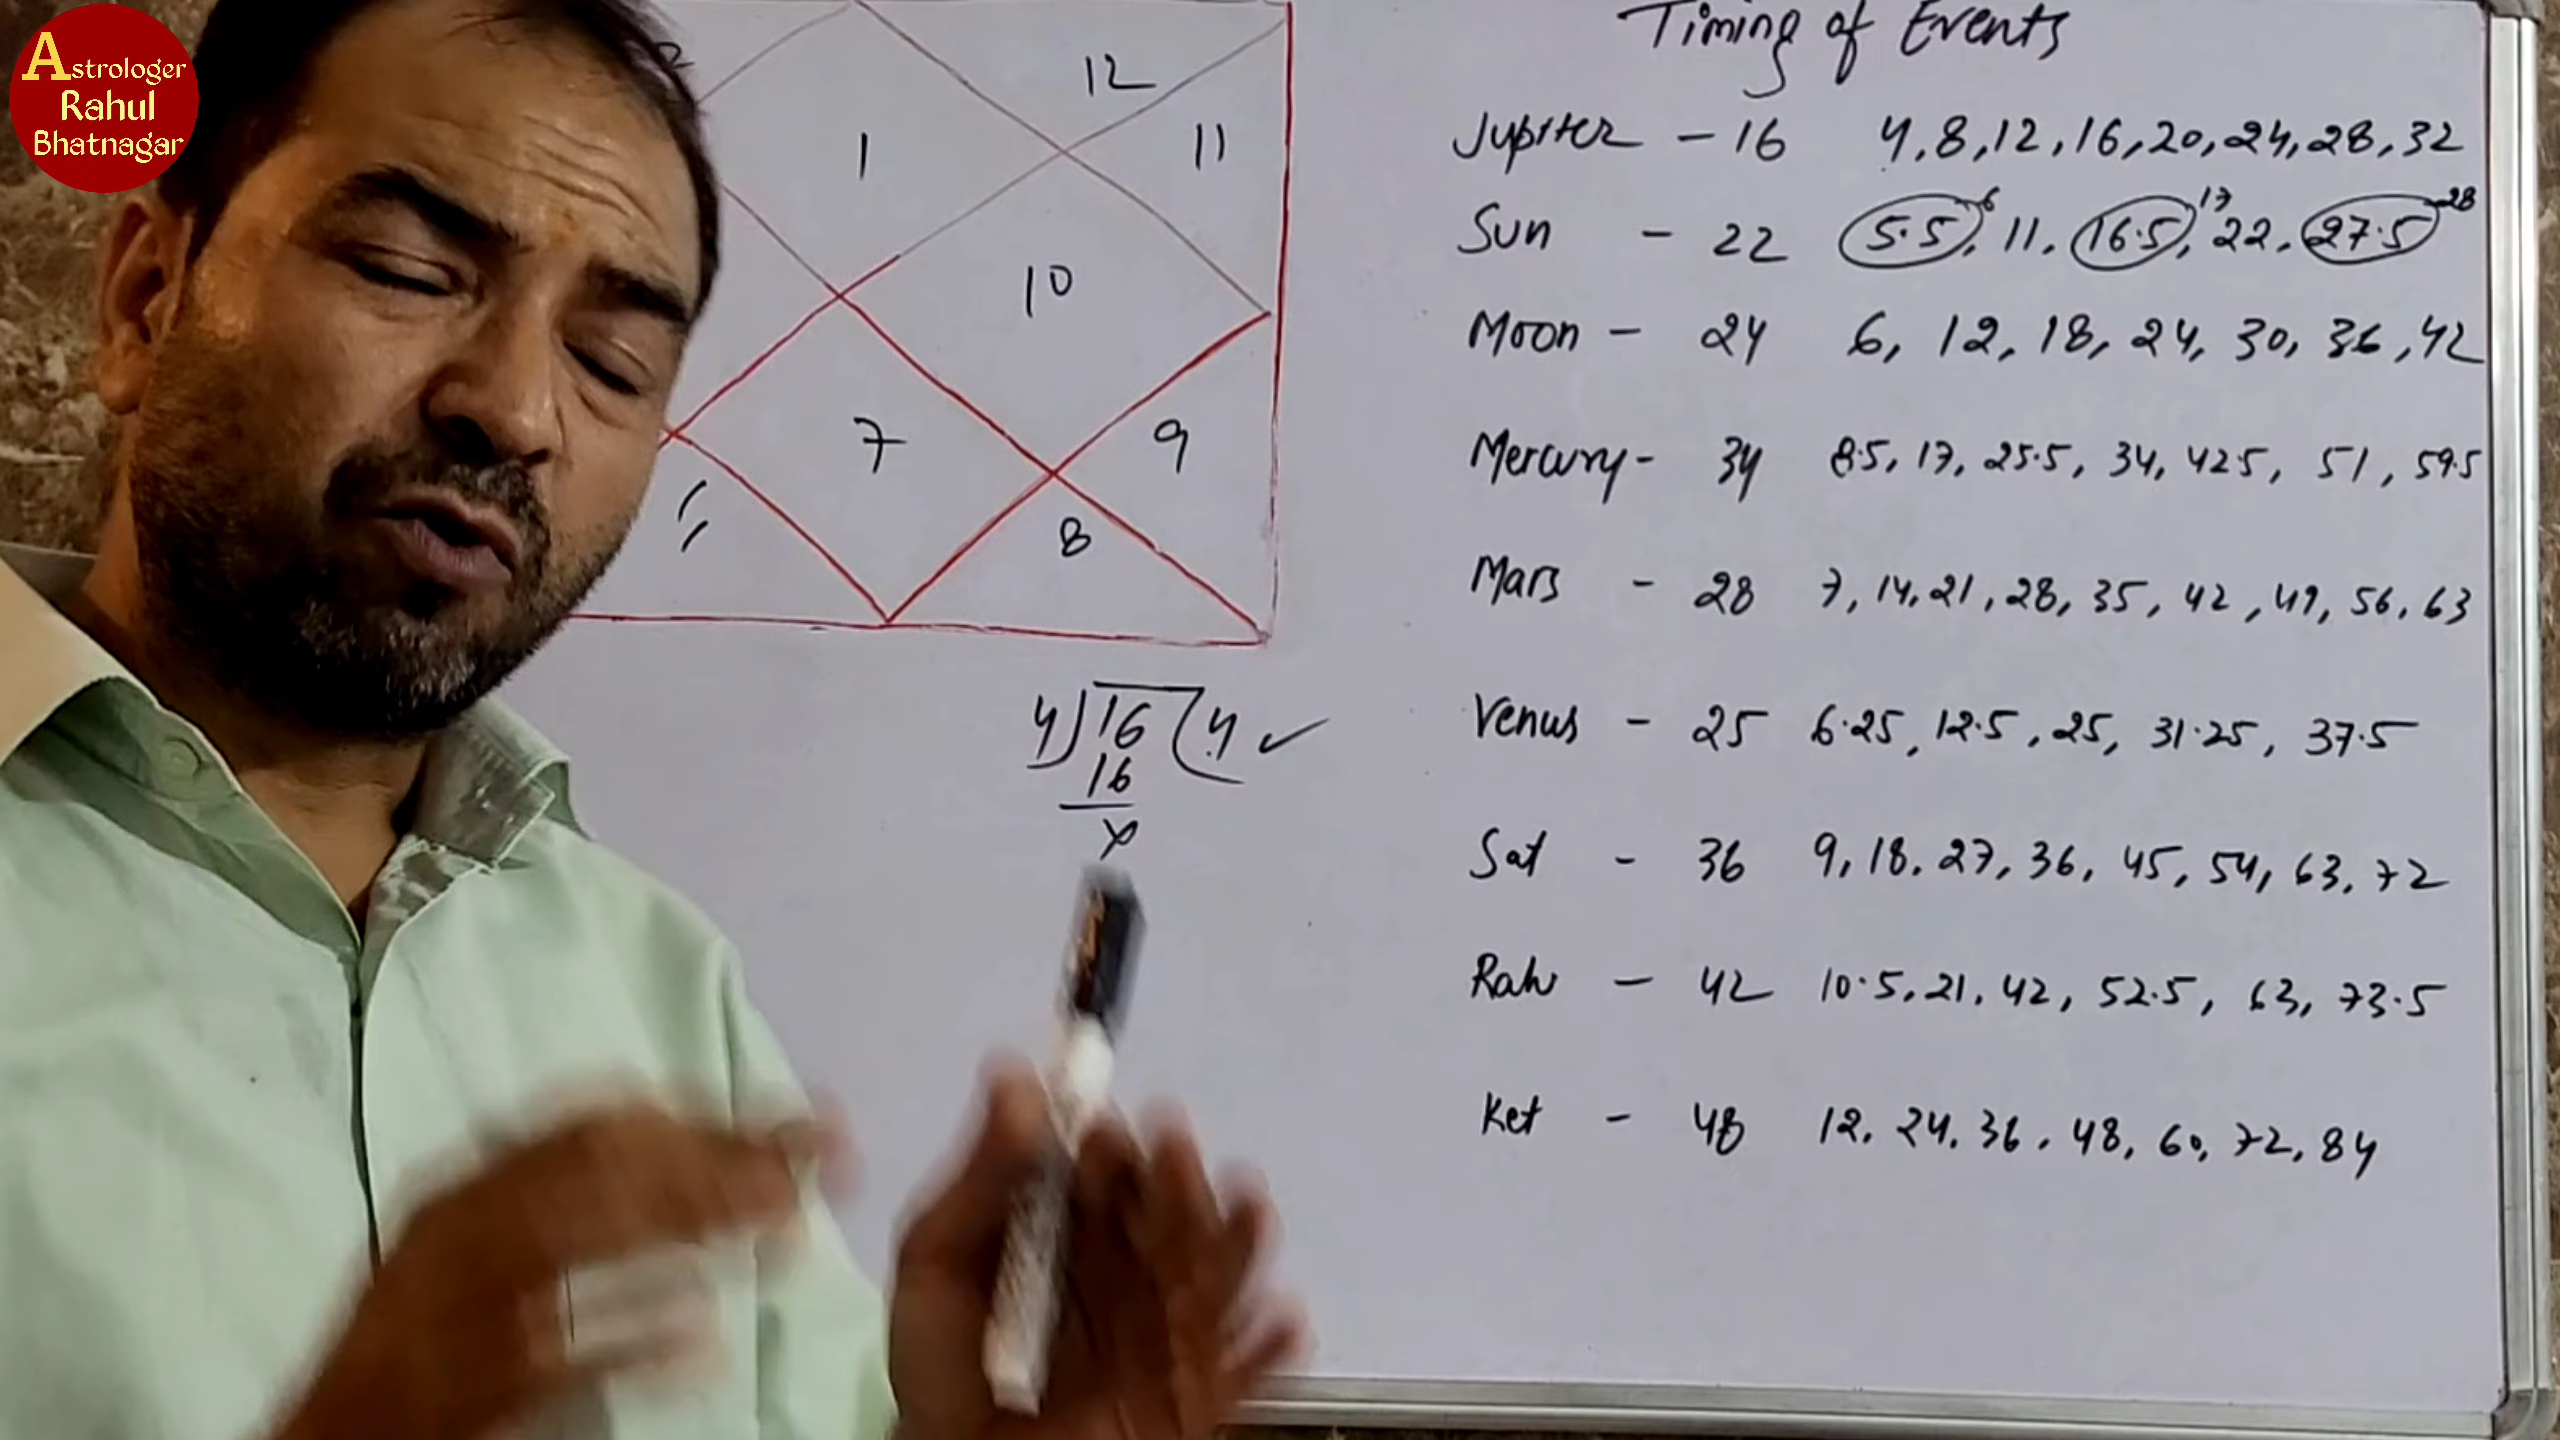 Astrologer
Rahul
Bhatnagar
Timing of Events
Jupiter - 16 4, 8, 12, 16, 20, 24, 28, 32
Sun - 22 5.5, 6 11, 16.5, 17 22, 27.5 28
Moon - 24 6, 12, 18, 24, 30, 36, 42
Mercury - 34 8.5, 17, 25.5, 34, 42.5, 51, 59.5
Mars - 28 7, 14, 21, 28, 35, 42, 49, 56, 63
Venus - 25 6.25, 12.5, 25, 31.25, 37.5
Sat - 36 9, 18, 27, 36, 45, 54, 63, 72
Rah - 42 10.5, 21, 42, 52.5, 63, 73.5
Ket - 48 12, 24, 36, 48, 60, 72, 84
12
1
11
10
7
9
8
4)16(4 ✓
16
x